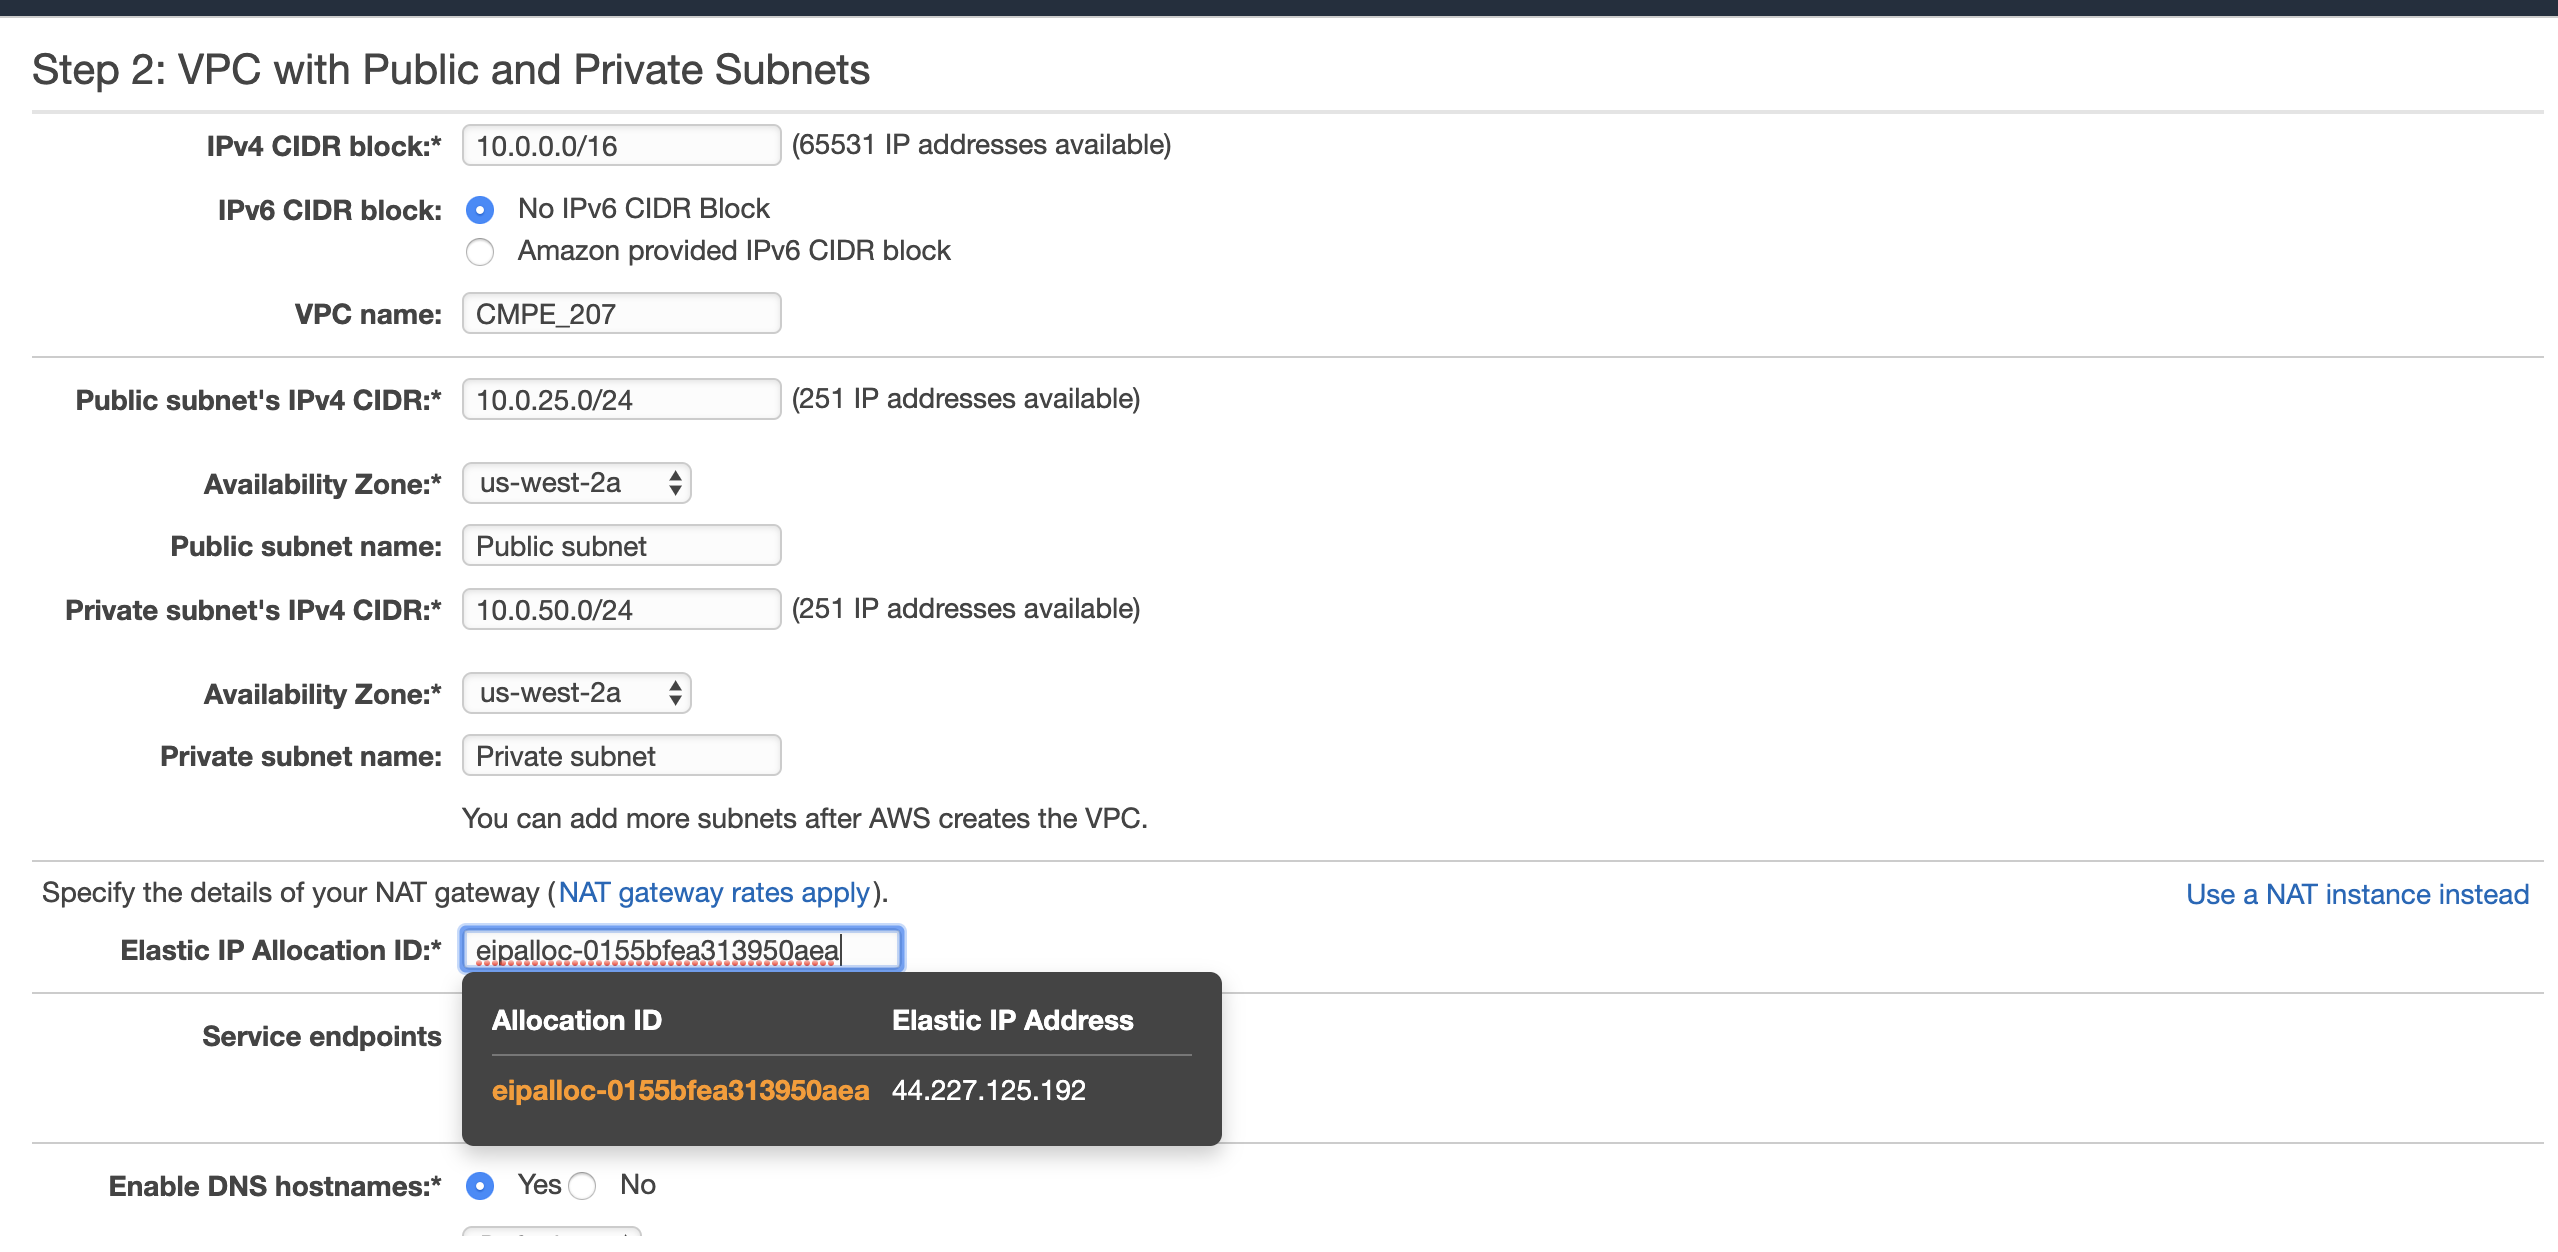 Step 2: VPC with Public and Private Subnets
IPv4 CIDR block:* 10.0.0.0/16 (65531 IP addresses available)
IPv6 CIDR block: No IPv6 CIDR Block
Amazon provided IPv6 CIDR block
VPC name: CMPE_207
Public subnet's IPv4 CIDR:* 10.0.25.0/24 (251 IP addresses available)
Availability Zone:* us-west-2a
Public subnet name: Public subnet
Private subnet's IPv4 CIDR:* 10.0.50.0/24 (251 IP addresses available)
Availability Zone:* us-west-2a
Private subnet name: Private subnet
You can add more subnets after AWS creates the VPC.
Specify the details of your NAT gateway (NAT gateway rates apply). Use a NAT instance instead
Elastic IP Allocation ID:* eipalloc-0155bfea313950aea
Allocation ID Elastic IP Address
Service endpoints
eipalloc-0155bfea313950aea 44.227.125.192
Enable DNS hostnames:* Yes No